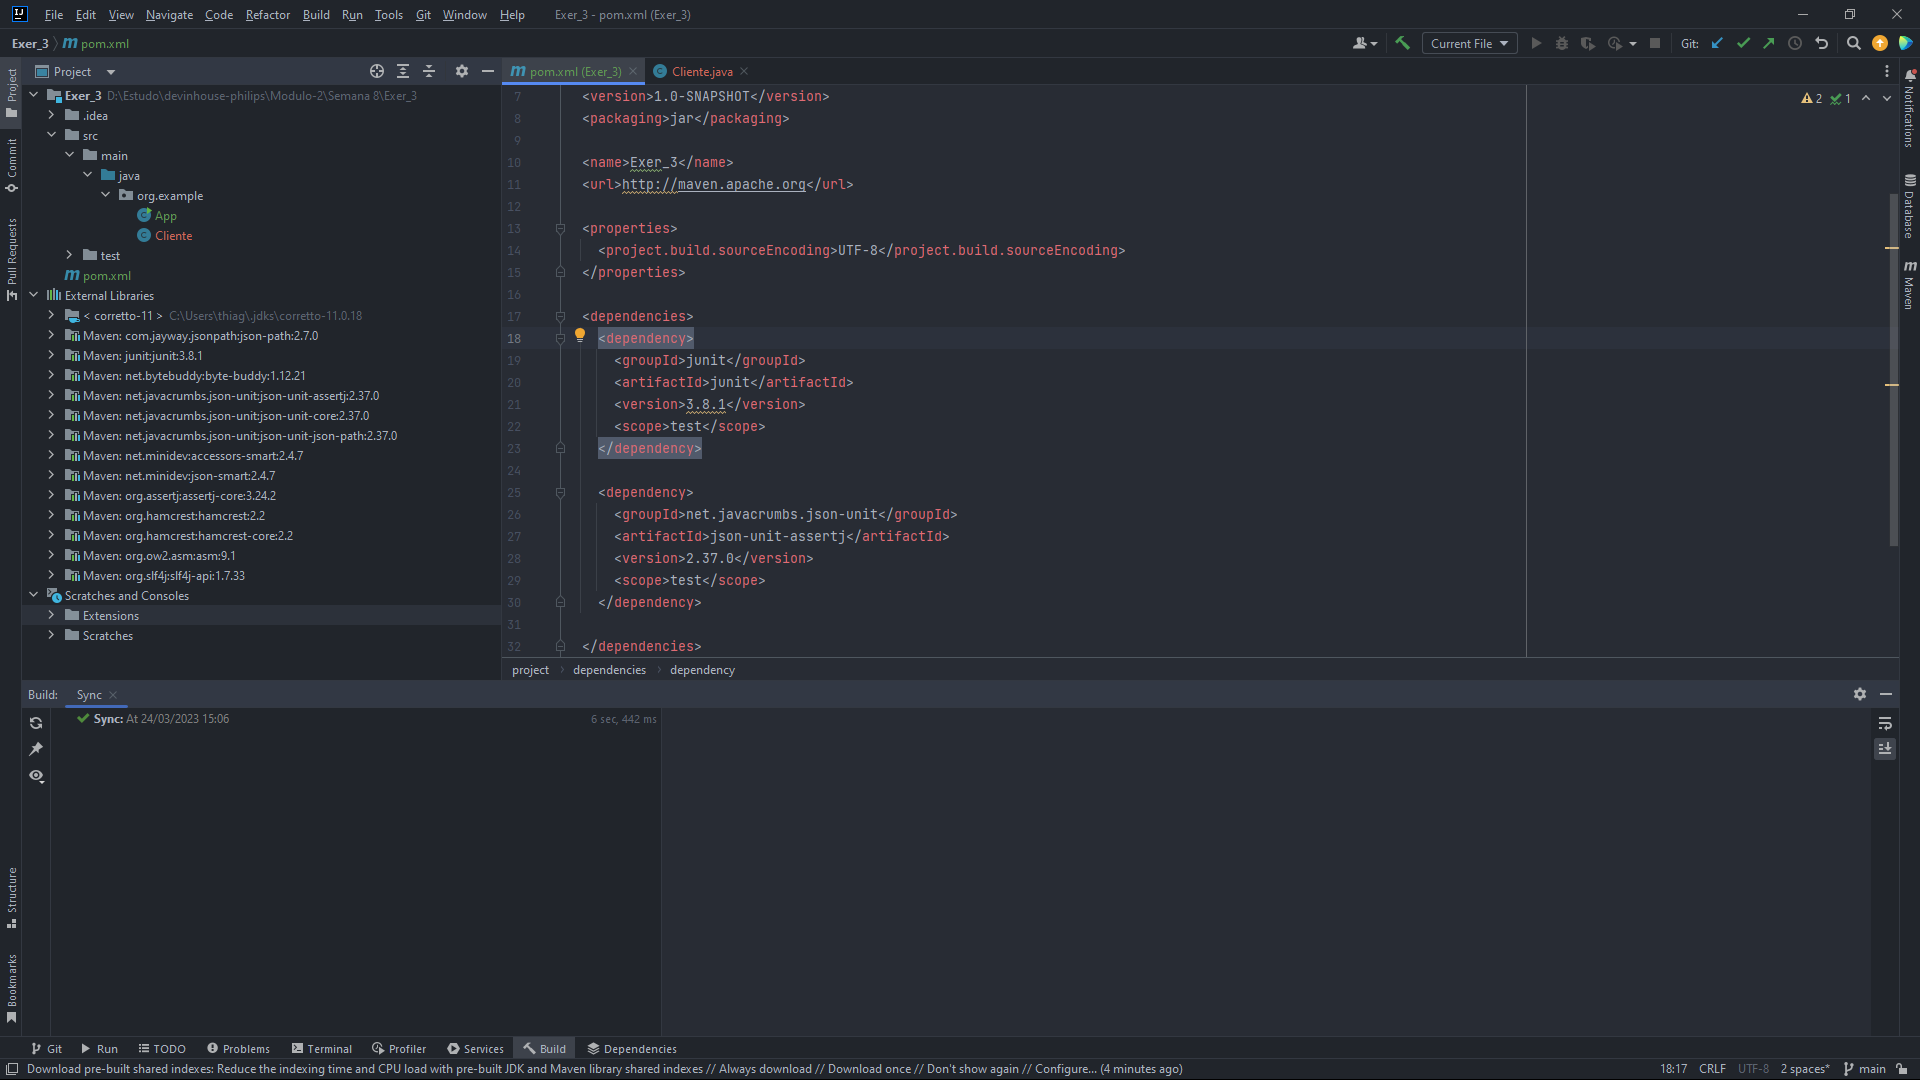 File Edit View Navigate Code Refactor Build Run Tools Git Window Help Exer_3 - pom.xml (Exer_3)
Exer_3 pom.xml
Current File
Git:
Project
pom.xml (Exer_3)
Cliente.java
Exer_3 D:\Estudo\devinhouse-philips\Modulo-2\Semana 8\Exer_3
.idea
src
main
java
org.example
App
Cliente
test
pom.xml
External Libraries
< corretto-11 > C:\Users\thiag\.jdks\corretto-11.0.18
Maven: com.jayway.jsonpath:json-path:2.7.0
Maven: junit:junit:3.8.1
Maven: net.bytebuddy:byte-buddy:1.12.21
Maven: net.javacrumbs.json-unit:json-unit-assertj:2.37.0
Maven: net.javacrumbs.json-unit:json-unit-core:2.37.0
Maven: net.javacrumbs.json-unit:json-unit-json-path:2.37.0
Maven: net.minidev:accessors-smart:2.4.7
Maven: net.minidev:json-smart:2.4.7
Maven: org.assertj:assertj-core:3.24.2
Maven: org.hamcrest:hamcrest:2.2
Maven: org.hamcrest:hamcrest-core:2.2
Maven: org.ow2.asm:asm:9.1
Maven: org.slf4j:slf4j-api:1.7.33
Scratches and Consoles
Extensions
Scratches
7 <version>1.0-SNAPSHOT</version>
8 <packaging>jar</packaging>
9
10 <name>Exer_3</name>
11 <url>http://maven.apache.org</url>
12
13 <properties>
14 <project.build.sourceEncoding>UTF-8</project.build.sourceEncoding>
15 </properties>
16
17 <dependencies>
18 <dependency>
19 <groupId>junit</groupId>
20 <artifactId>junit</artifactId>
21 <version>3.8.1</version>
22 <scope>test</scope>
23 </dependency>
24
25 <dependency>
26 <groupId>net.javacrumbs.json-unit</groupId>
27 <artifactId>json-unit-assertj</artifactId>
28 <version>2.37.0</version>
29 <scope>test</scope>
30 </dependency>
31
32 </dependencies>
2 1
project dependencies dependency
Project
Commit
Pull Requests
Structure
Bookmarks
Notifications
Database
Maven
Build: Sync
Sync: At 24/03/2023 15:06 6 sec, 442 ms
Git Run TODO Problems Terminal Profiler Services Build Dependencies
Download pre-built shared indexes: Reduce the indexing time and CPU load with pre-built JDK and Maven library shared indexes // Always download // Download once // Don't show again // Configure... (4 minutes ago)
18:17 CRLF UTF-8 2 spaces* main